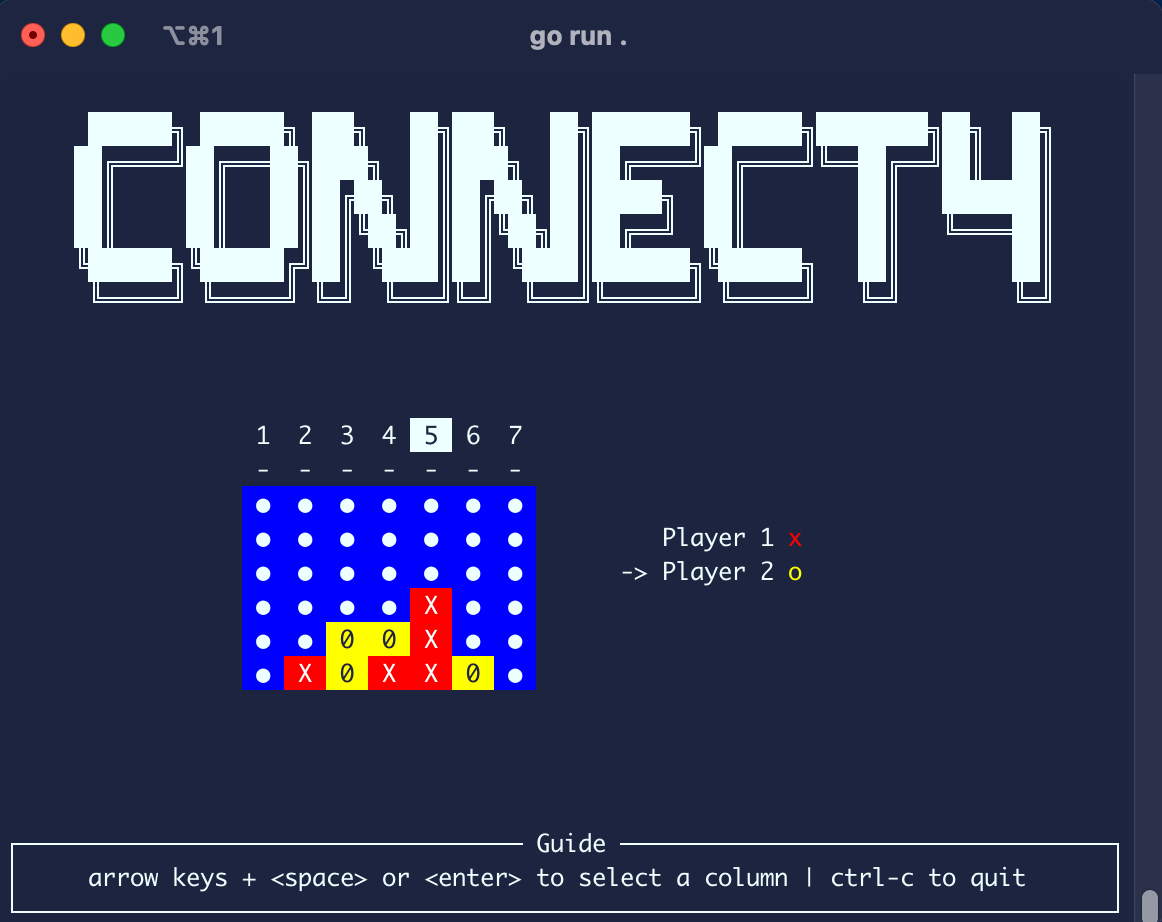 ⌥⌘1 go run .
CONNECT4
1 2 3 4 5 6 7
- - - - - - -
● ● ● ● ● ● ●
● ● ● ● ● ● ● Player 1 x
● ● ● ● ● ● ● -> Player 2 o
● ● ● ● X ● ●
● ● 0 0 X ● ●
● X 0 X X 0 ●
Guide
arrow keys + <space> or <enter> to select a column | ctrl-c to quit